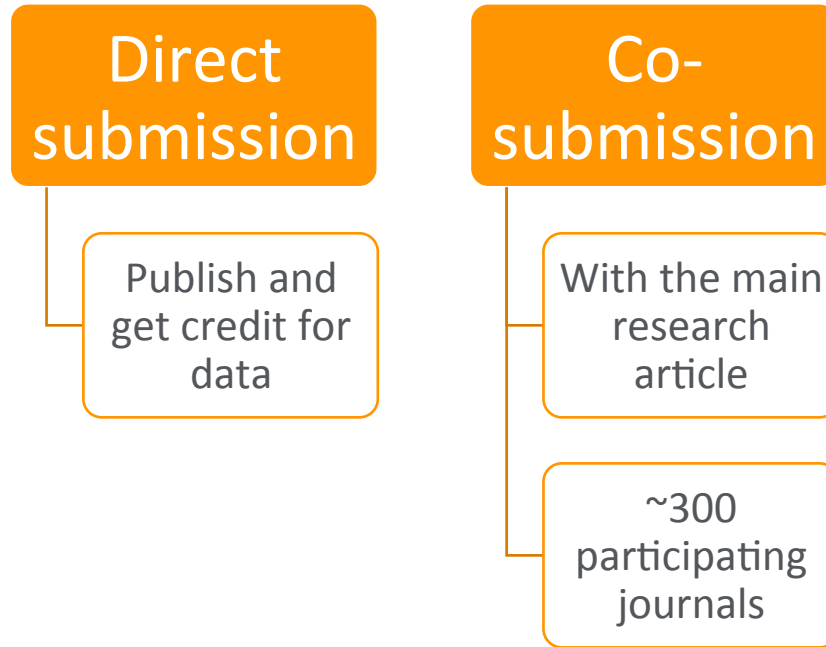 Direct
submission
Publish and
get credit for
data
Co-
submission
With the main
research
article
~300
participating
journals